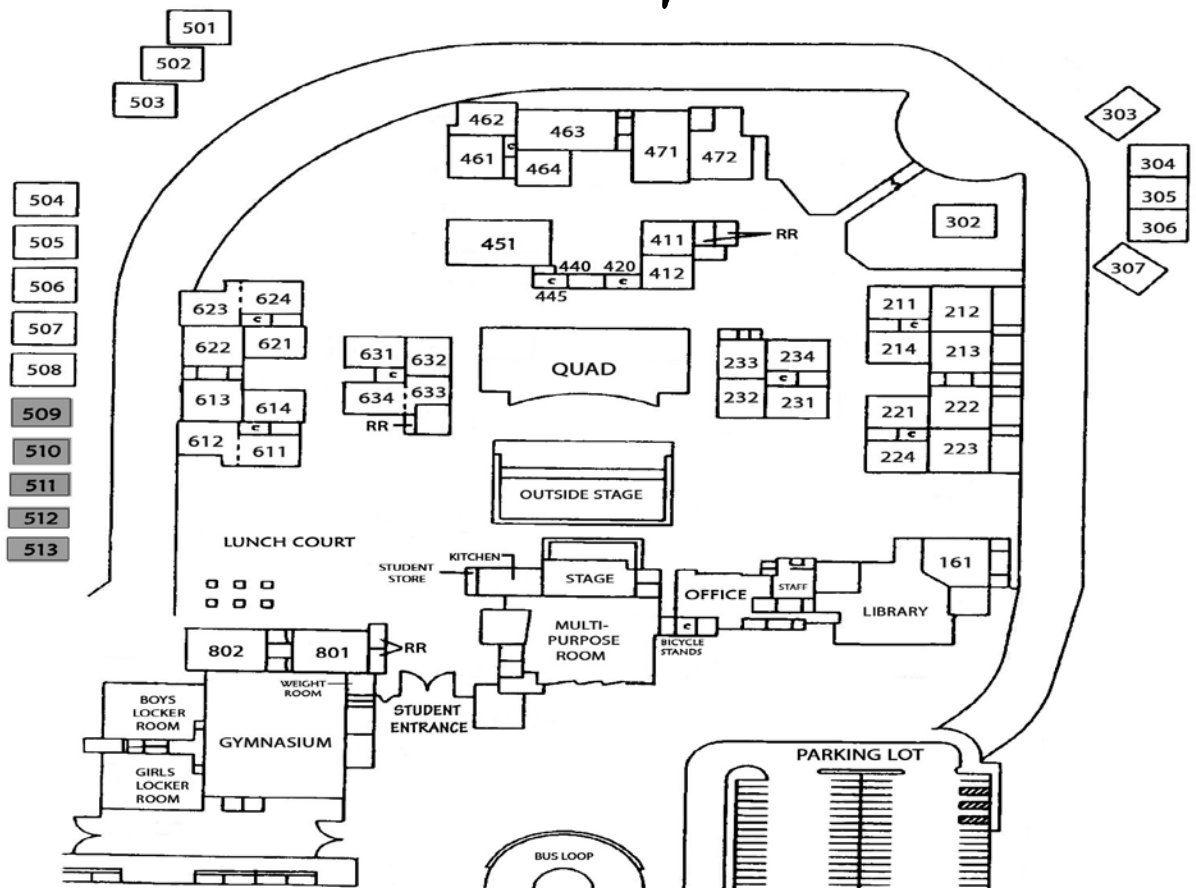 501
502
503
303
462
463
461
C
464
471
472
304
305
306
504
505
506
507
508
509
510
511
512
513
302
307
451
411
RR
412
440
420
C
C
445
623
624
C
622
621
613
614
C
612
611
631
632
C
634
633
RR
QUAD
233
234
C
232
231
211
212
C
214
213
221
222
C
224
223
OUTSIDE STAGE
LUNCH COURT
KITCHEN
STUDENT
STORE
STAGE
OFFICE
STAFF
161
LIBRARY
MULTI-
PURPOSE
ROOM
C
BICYCLE
STANDS
802
801
RR
WEIGHT
ROOM
BOYS
LOCKER
ROOM
STUDENT
ENTRANCE
GYMNASIUM
GIRLS
LOCKER
ROOM
PARKING LOT
BUS LOOP